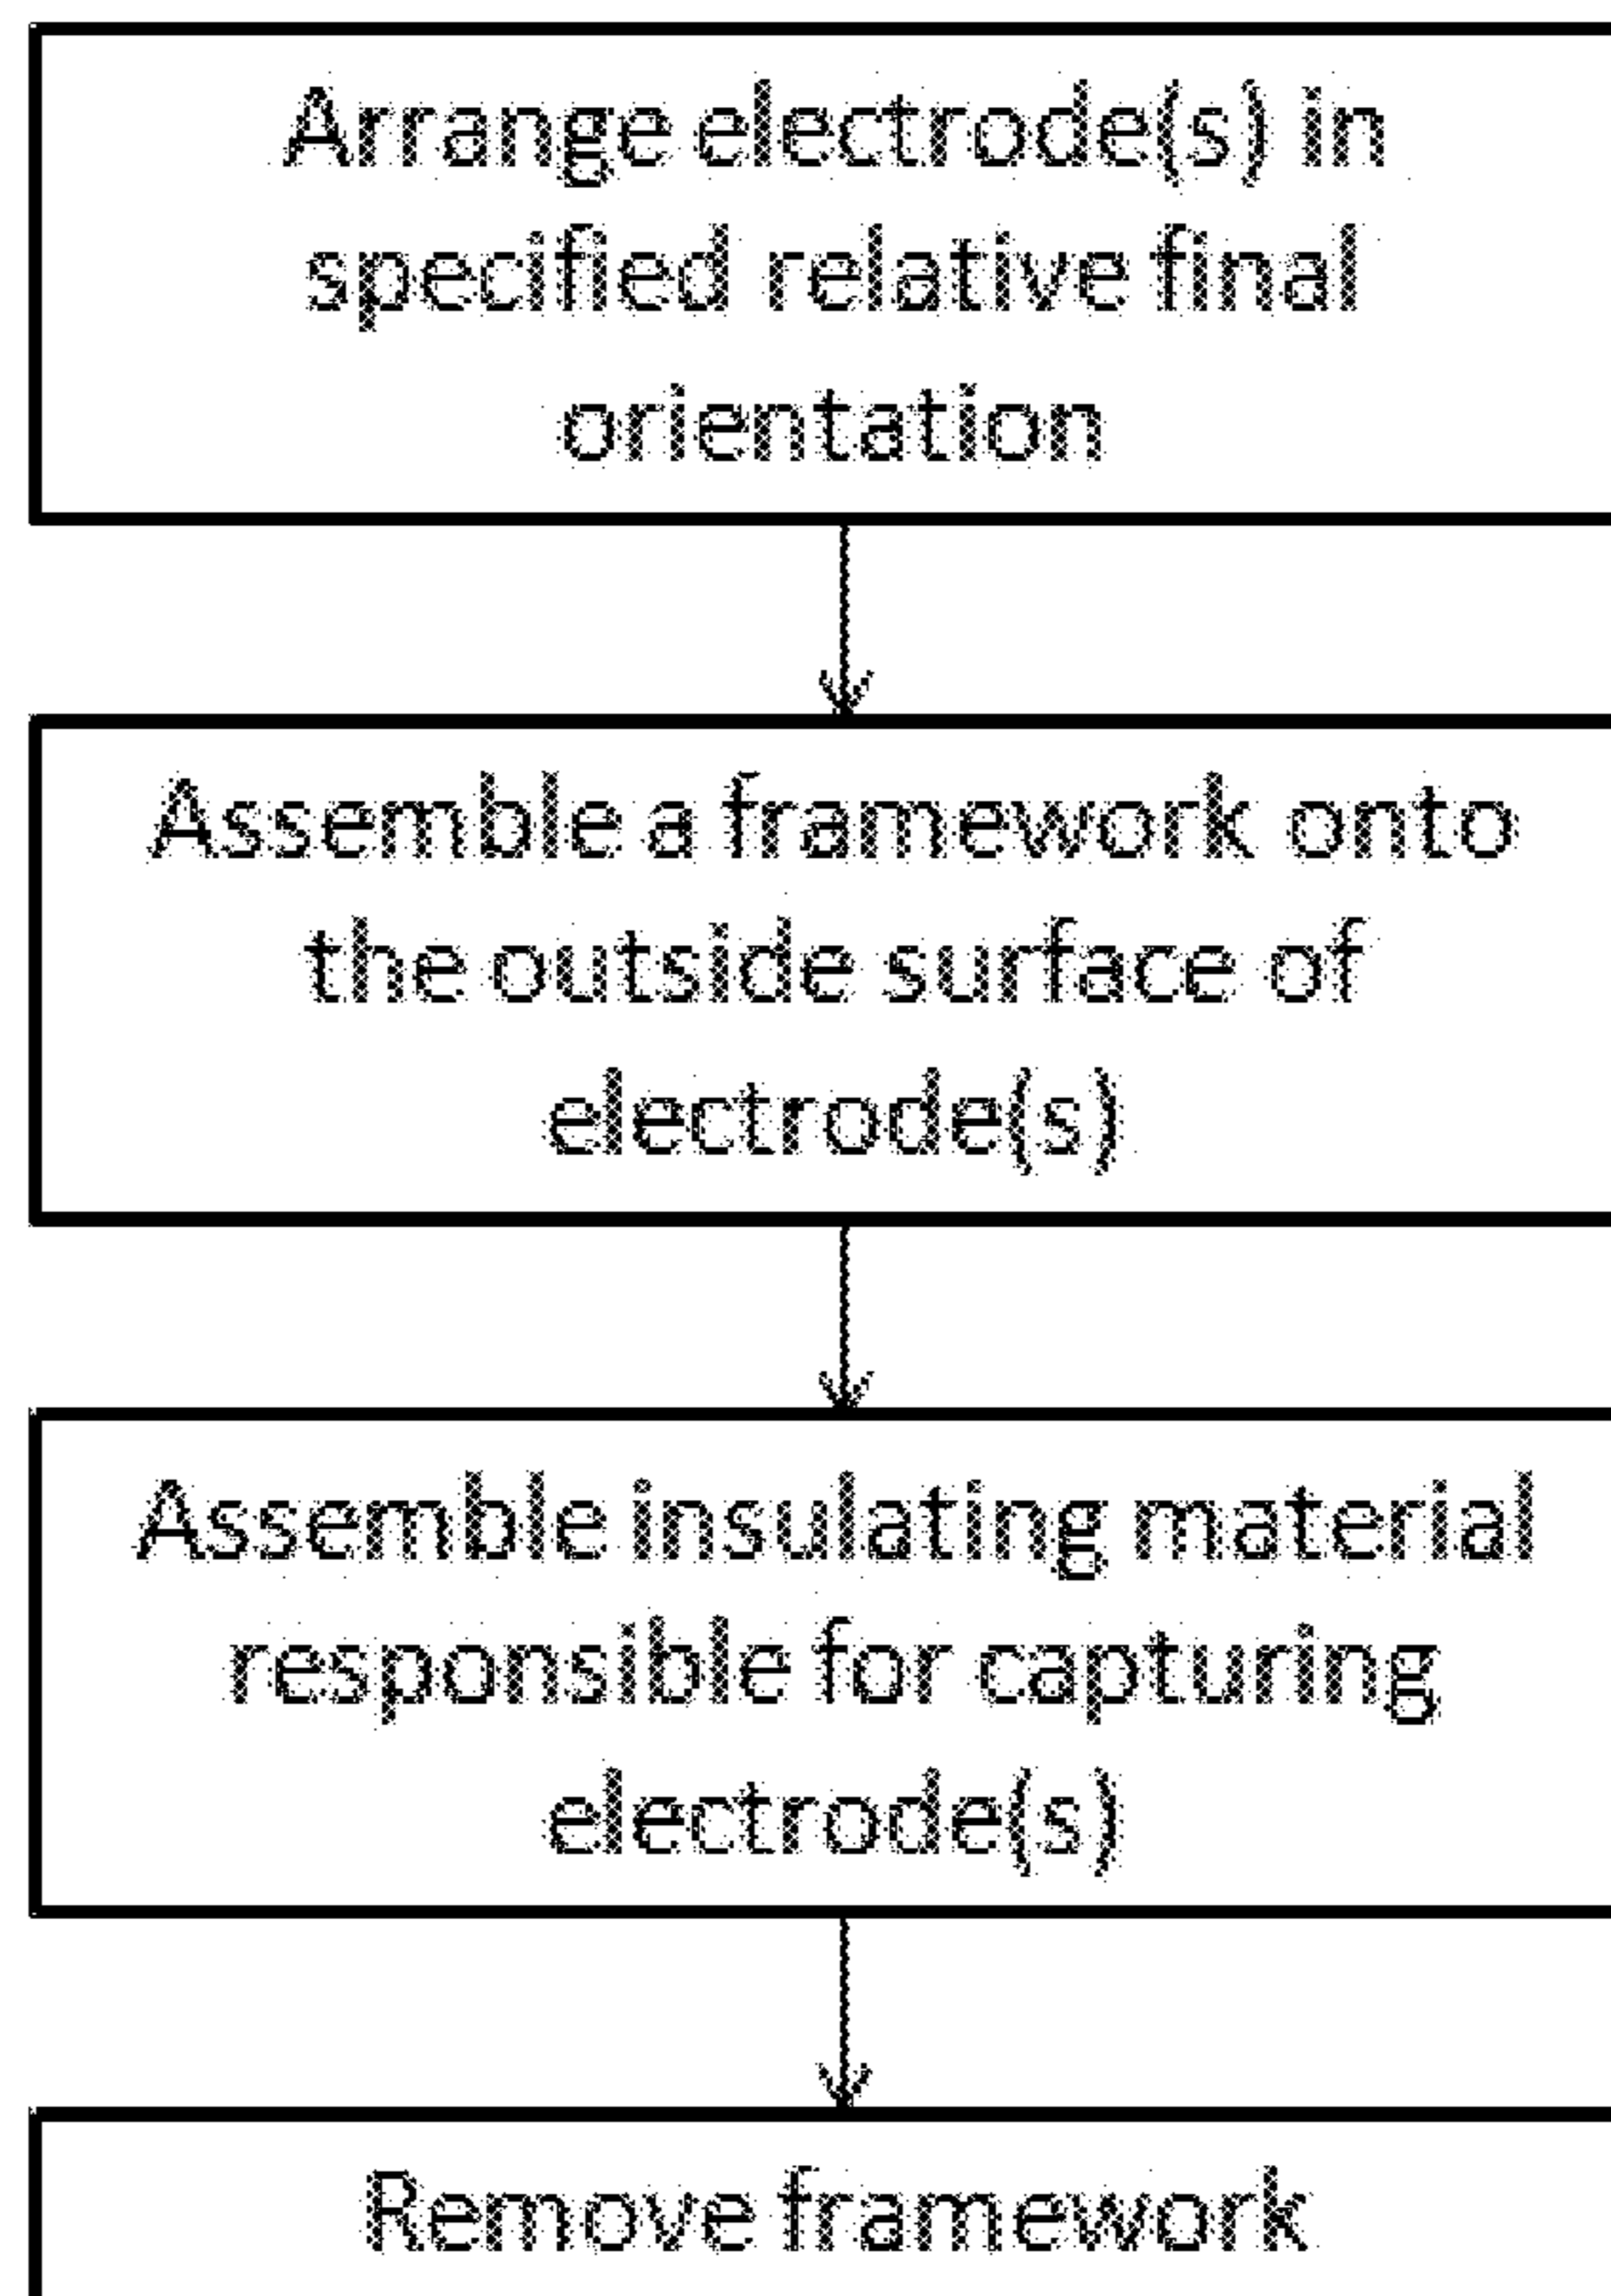 Arrange electrode(s) in
specified relative final
orientation
Assemble a framework onto
the outside surface of
electrode(s)
Assemble insulating material
responsible for capturing
electrode(s)
Remove framework